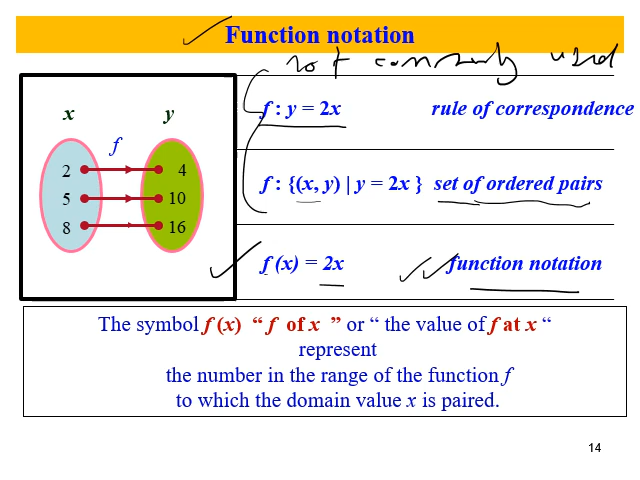 Function notation
not commonly used
x y
f
f : y = 2x rule of correspondence
2 4
5 10
8 16
f : {(x, y) | y = 2x } set of ordered pairs
f (x) = 2x function notation
The symbol f (x) “ f of x ” or “ the value of f at x “
represent
the number in the range of the function f
to which the domain value x is paired.
14